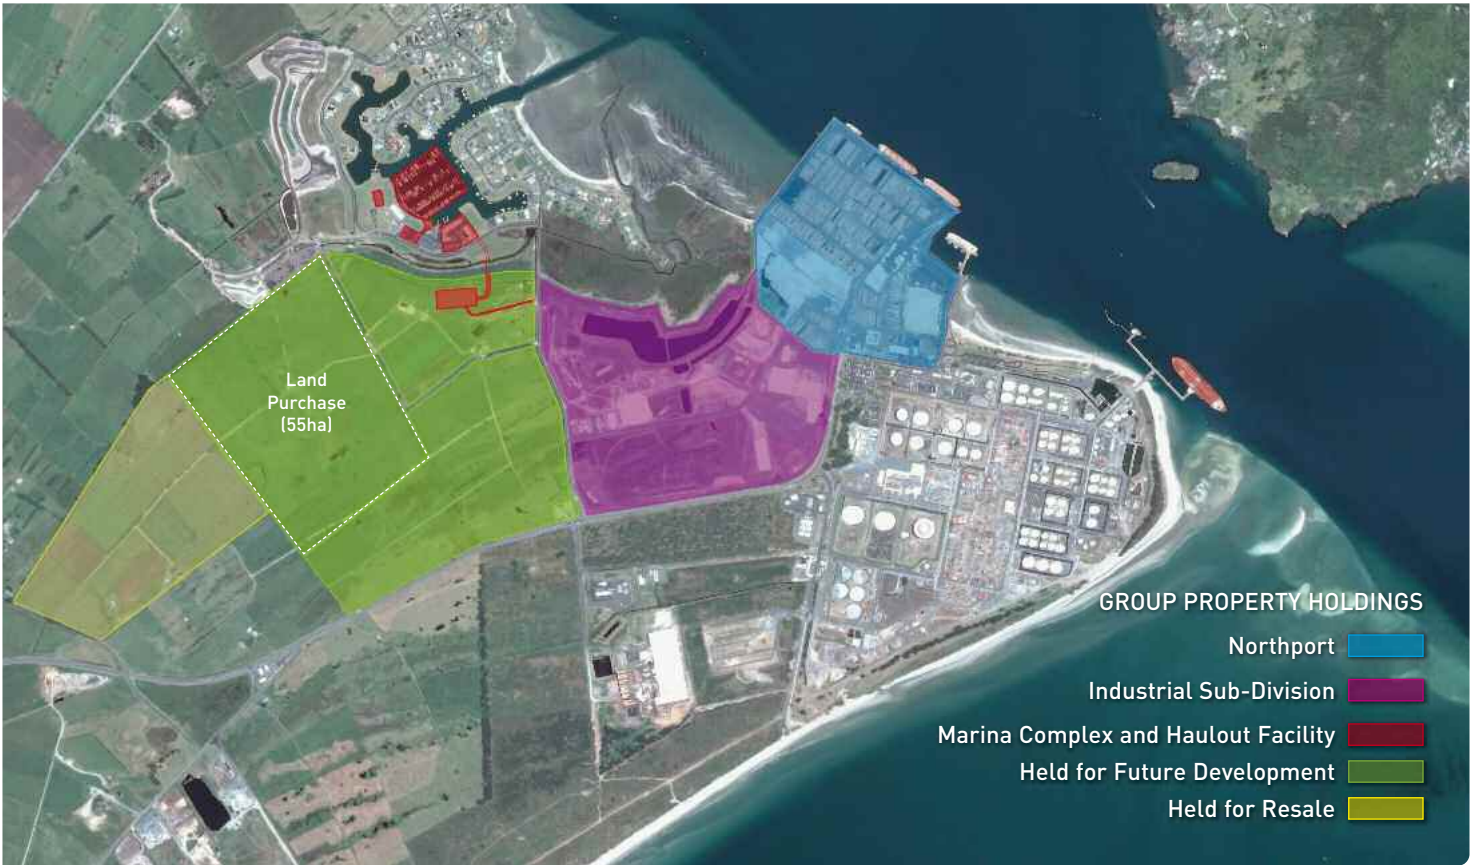 Land
Purchase
(55ha)
GROUP PROPERTY HOLDINGS
Northport
Industrial Sub-Division
Marina Complex and Haulout Facility
Held for Future Development
Held for Resale